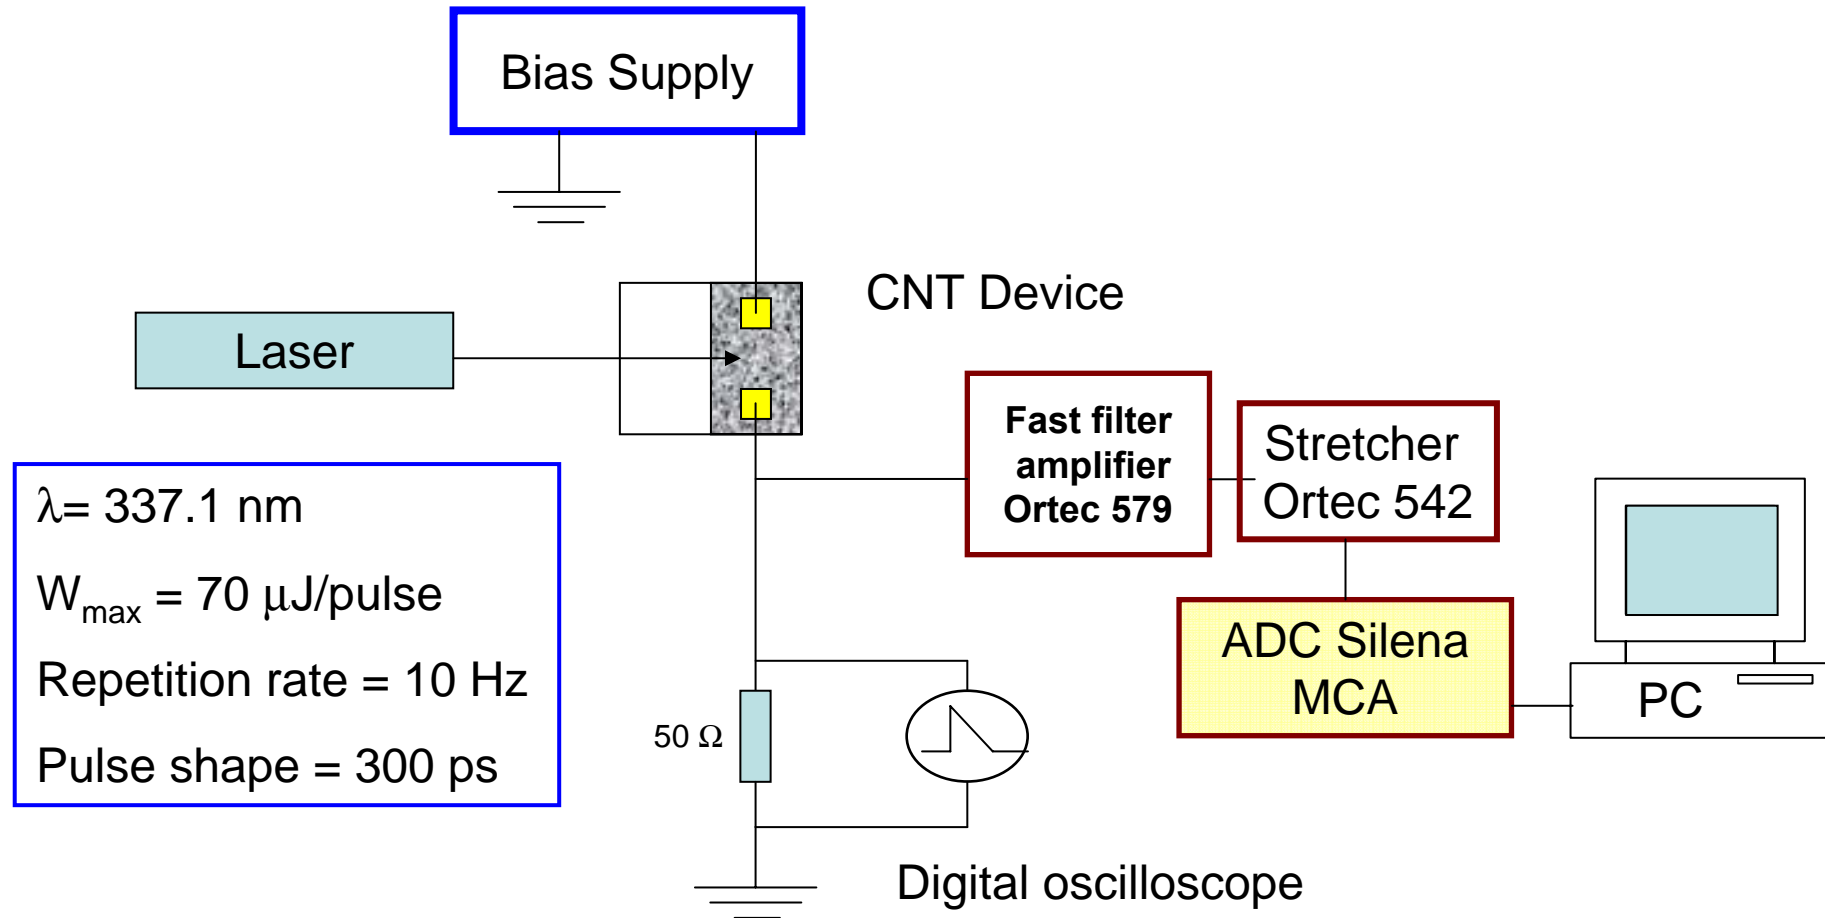 Bias Supply
CNT Device
Laser
Fast filter
amplifier
Ortec 579
Stretcher
Ortec 542
λ= 337.1 nm
Wmax = 70 μJ/pulse
Repetition rate = 10 Hz
Pulse shape = 300 ps
ADC Silena
MCA
PC
50 Ω
Digital oscilloscope